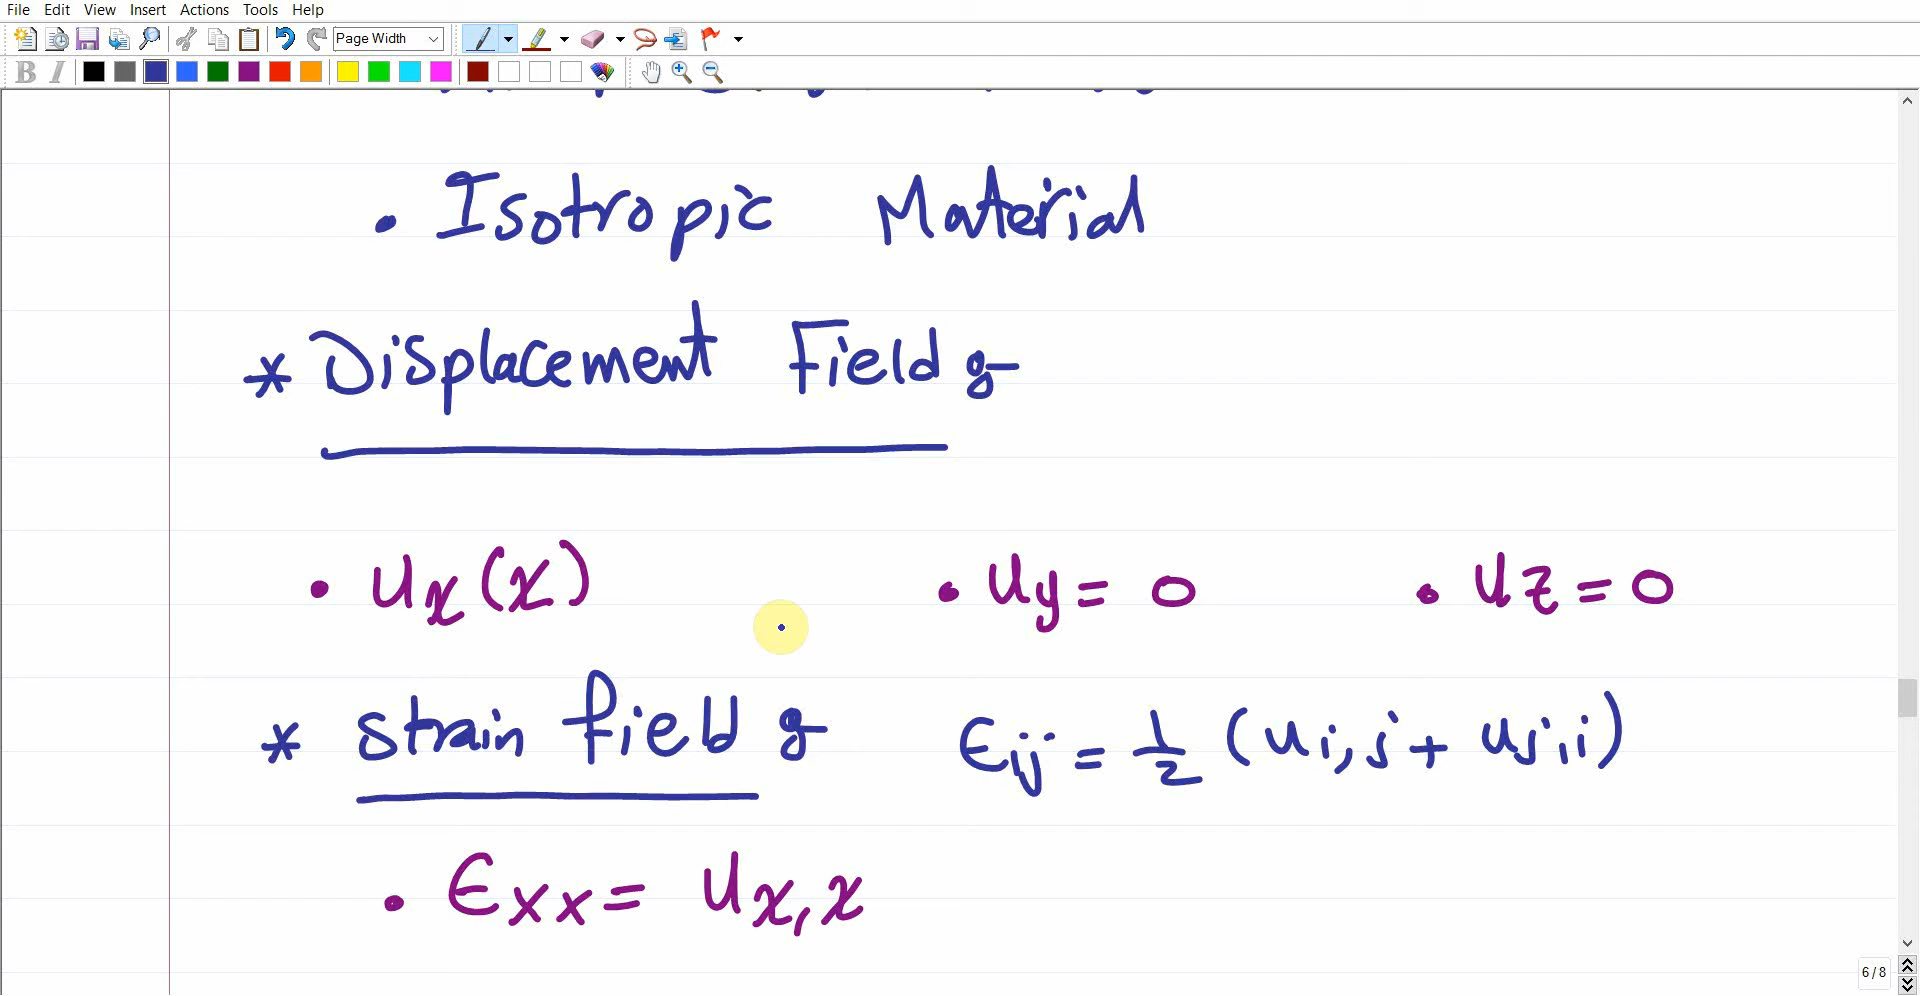 File Edit View Insert Actions Tools Help
Page Width
B I
• Isotropic Material
* Displacement Field :-
• Ux(x) • Uy = 0 • Uz = 0
* Strain field :- ϵij = 1/2 (ui,j + uj,i)
• ϵxx = Ux,x
6/8